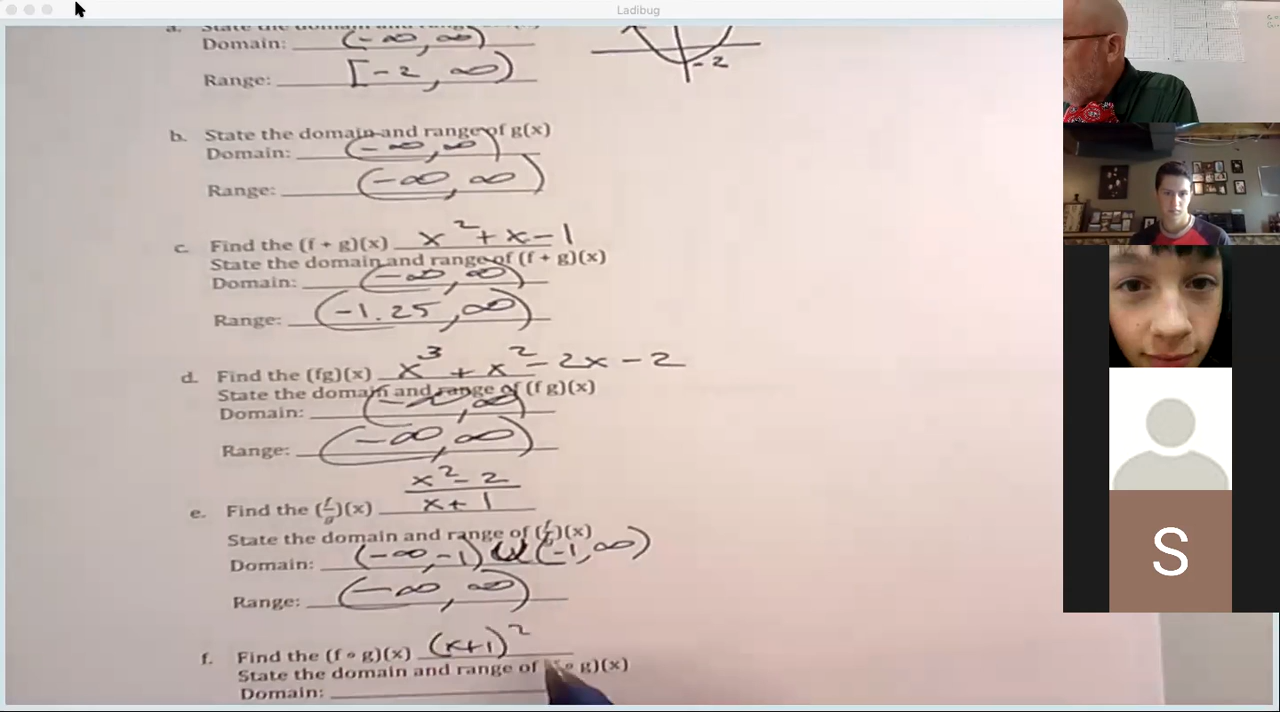 Ladibug
a. State the domain
Domain: (-∞, ∞)
-2
Range: [-2, ∞)
b. State the domain and range of g(x)
Domain: (-∞, ∞)
Range: (-∞, ∞)
c. Find the (f + g)(x) x² + x - 1
State the domain and range of (f + g)(x)
Domain: (-∞, ∞)
Range: (-1.25, ∞)
d. Find the (fg)(x) x³ + x² - 2x - 2
State the domain and range of (f g)(x)
Domain: (-∞, ∞)
Range: (-∞, ∞)
x² - 2
e. Find the (f/g)(x) x + 1
State the domain and range of (f/g)(x)
Domain: (-∞, -1) U (-1, ∞)
Range: (-∞, ∞)
f. Find the (f ∘ g)(x) (x+1)²
State the domain and range of ∘ g)(x)
Domain:
S